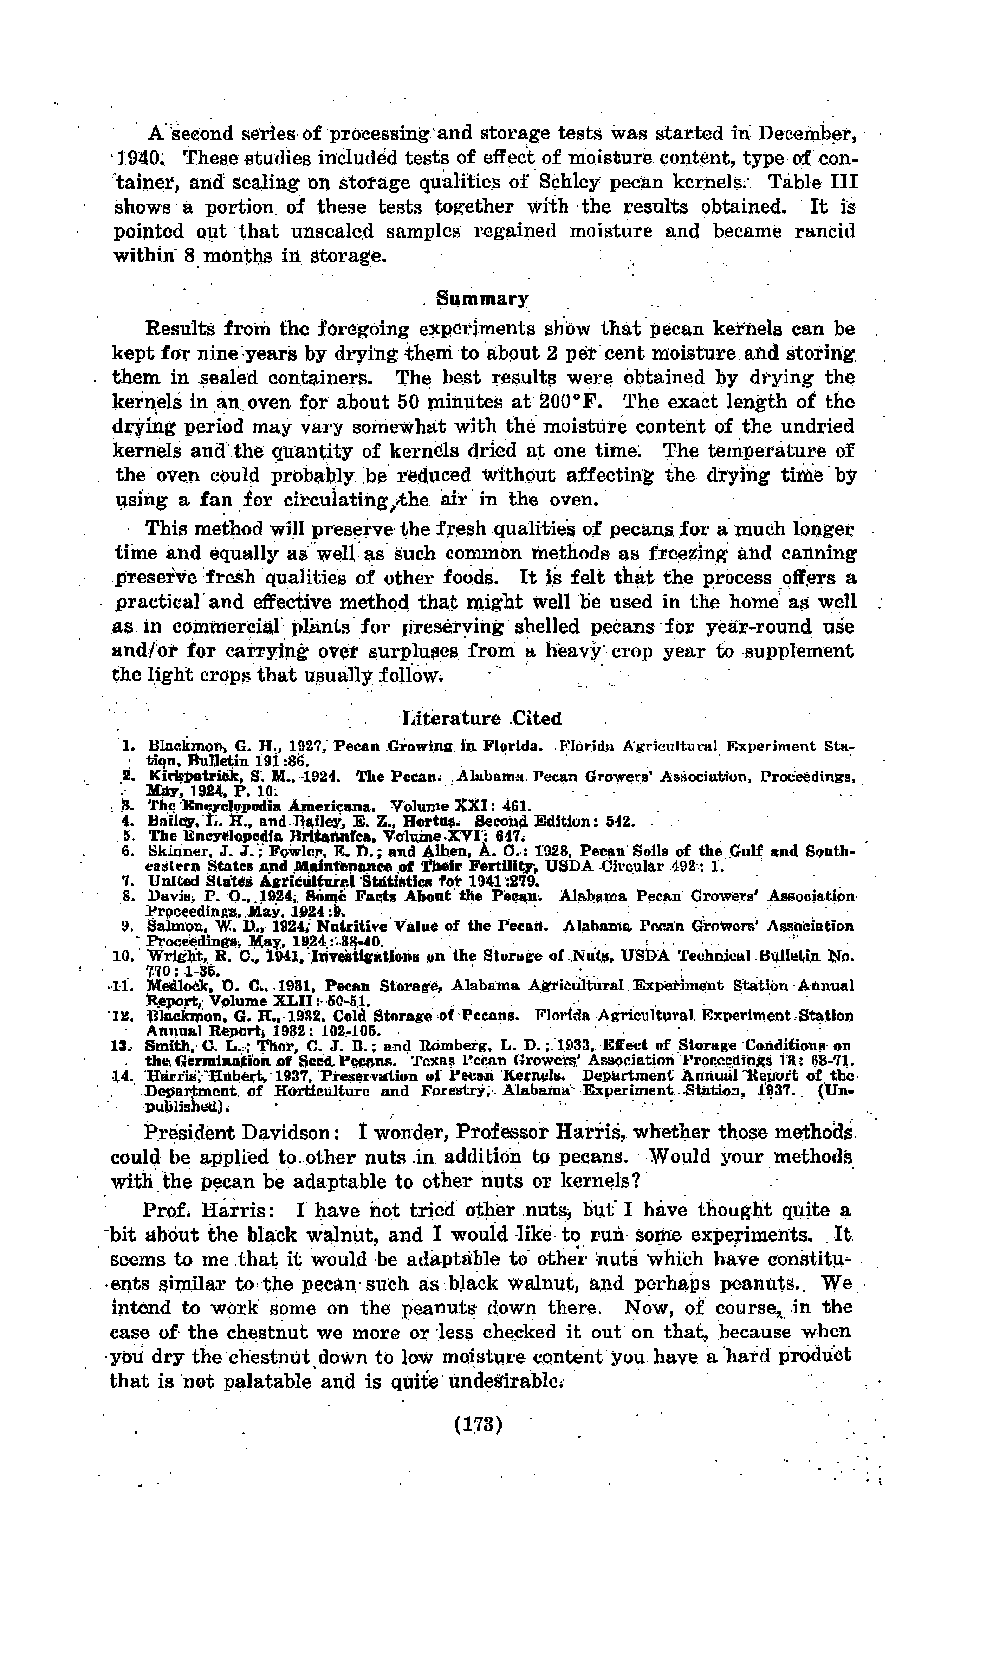 A second series of processing and storage tests was started in December,
1940. These studies included tests of effect of moisture content, type of con-
tainer, and sealing on storage qualities of Schley pecan kernels. Table III
shows a portion of these tests together with the results obtained. It is
pointed out that unsealed samples regained moisture and became rancid
within 8 months in storage.
Summary
Results from the foregoing experiments show that pecan kernels can be
kept for nine years by drying them to about 2 per cent moisture and storing
them in sealed containers. The best results were obtained by drying the
kernels in an oven for about 50 minutes at 200°F. The exact length of the
drying period may vary somewhat with the moisture content of the undried
kernels and the quantity of kernels dried at one time. The temperature of
the oven could probably be reduced without affecting the drying time by
using a fan for circulating the air in the oven.
This method will preserve the fresh qualities of pecans for a much longer
time and equally as well as such common methods as freezing and canning
preserve fresh qualities of other foods. It is felt that the process offers a
practical and effective method that might well be used in the home as well
as in commercial plants for preserving shelled pecans for year-round use
and/or for carrying over surpluses from a heavy crop year to supplement
the light crops that usually follow.
Literature Cited
1. Blackmon, G. H., 1927, Pecan Growing in Florida. Florida Agricultural Experiment Sta-
tion, Bulletin 191:86.
2. Kirkpatrick, S. M., 1924. The Pecan. Alabama Pecan Growers' Association, Proceedings,
May, 1924, P. 10.
3. The Encyclopedia Americana. Volume XXI: 461.
4. Bailey, L. H., and Bailey, E. Z., Hortus. Second Edition: 542.
5. The Encyclopedia Britannica, Volume XVI: 647.
6. Skinner, J. J.; Fowler, E. D.; and Alben, A. O.: 1928, Pecan Soils of the Gulf and South-
eastern States and Maintenance of Their Fertility, USDA Circular 492: 1.
7. United States Agricultural Statistics for 1941:279.
8. Davis, P. O., 1924, Some Facts About the Pecan. Alabama Pecan Growers' Association
Proceedings, May, 1924:9.
9. Salmon, W. D., 1924, Nutritive Value of the Pecan. Alabama Pecan Growers' Association
Proceedings, May, 1924: 38-40.
10. Wright, R. C., 1941, Investigations on the Storage of Nuts, USDA Technical Bulletin No.
770: 1-35.
11. Medlock, O. C., 1931, Pecan Storage, Alabama Agricultural Experiment Station Annual
Report, Volume XLII: 50-51.
12. Blackmon, G. H., 1932, Cold Storage of Pecans. Florida Agricultural Experiment Station
Annual Report, 1932: 102-105.
13. Smith, C. L.; Thor, C. J. B.; and Romberg, L. D.; 1933, Effect of Storage Conditions on
the Germination of Seed Pecans. Texas Pecan Growers' Association Proceedings 13: 68-71.
14. Harris, Hubert, 1937, Preservation of Pecan Kernels. Department Annual Report of the
Department of Horticulture and Forestry, Alabama Experiment Station, 1937. (Un-
published).
President Davidson: I wonder, Professor Harris, whether those methods
could be applied to other nuts in addition to pecans. Would your methods
with the pecan be adaptable to other nuts or kernels?
Prof. Harris: I have not tried other nuts, but I have thought quite a
bit about the black walnut, and I would like to run some experiments. It
seems to me that it would be adaptable to other nuts which have constitu-
ents similar to the pecan such as black walnut, and perhaps peanuts. We
intend to work some on the peanuts down there. Now, of course, in the
case of the chestnut we more or less checked it out on that, because when
you dry the chestnut down to low moisture content you have a hard product
that is not palatable and is quite undesirable.
(173)